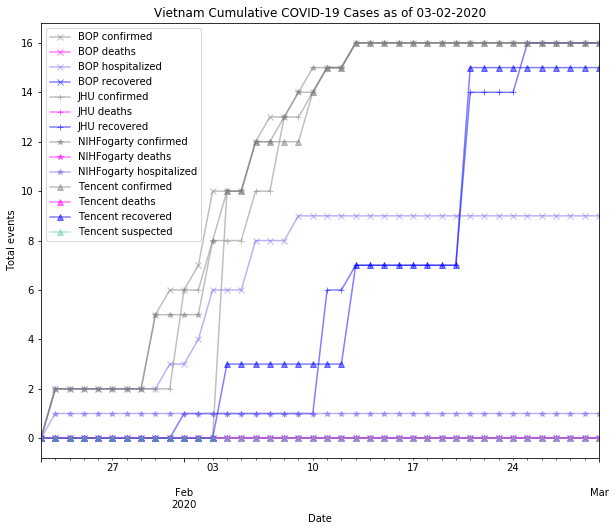 Vietnam Cumulative COVID-19 Cases as of 03-02-2020
BOP confirmed
BOP deaths
BOP hospitalized
BOP recovered
JHU confirmed
JHU deaths
JHU recovered
NIHFogarty confirmed
NIHFogarty deaths
NIHFogarty hospitalized
Tencent confirmed
Tencent deaths
Tencent recovered
Tencent suspected
Total events
16
14
12
10
8
6
4
2
0
27 03 10 17 24
Feb Mar
2020
Date